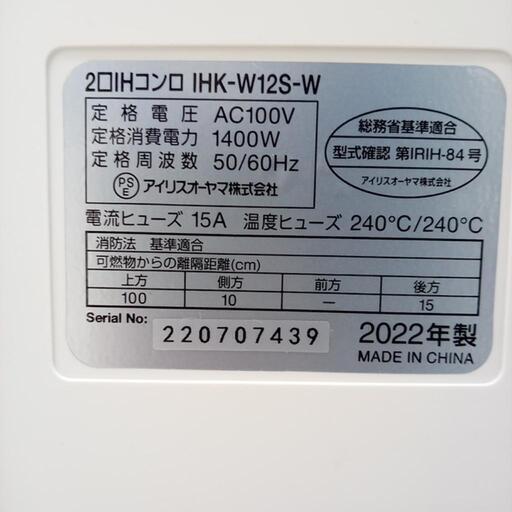 2口IHコンロ IHK-W12S-W
定格電圧 AC100V
定格消費電力 1400W
定格周波数 50/60Hz
PS
E アイリスオーヤマ株式会社
総務省基準適合
型式確認 第IRIH-84号
アイリスオーヤマ株式会社
電流ヒューズ 15A 温度ヒューズ 240°C/240°C
消防法 基準適合
可燃物からの離隔距離(cm)
上方 側方 前方 後方
100 10 — 15
Serial No: 220707439 2022年製
MADE IN CHINA